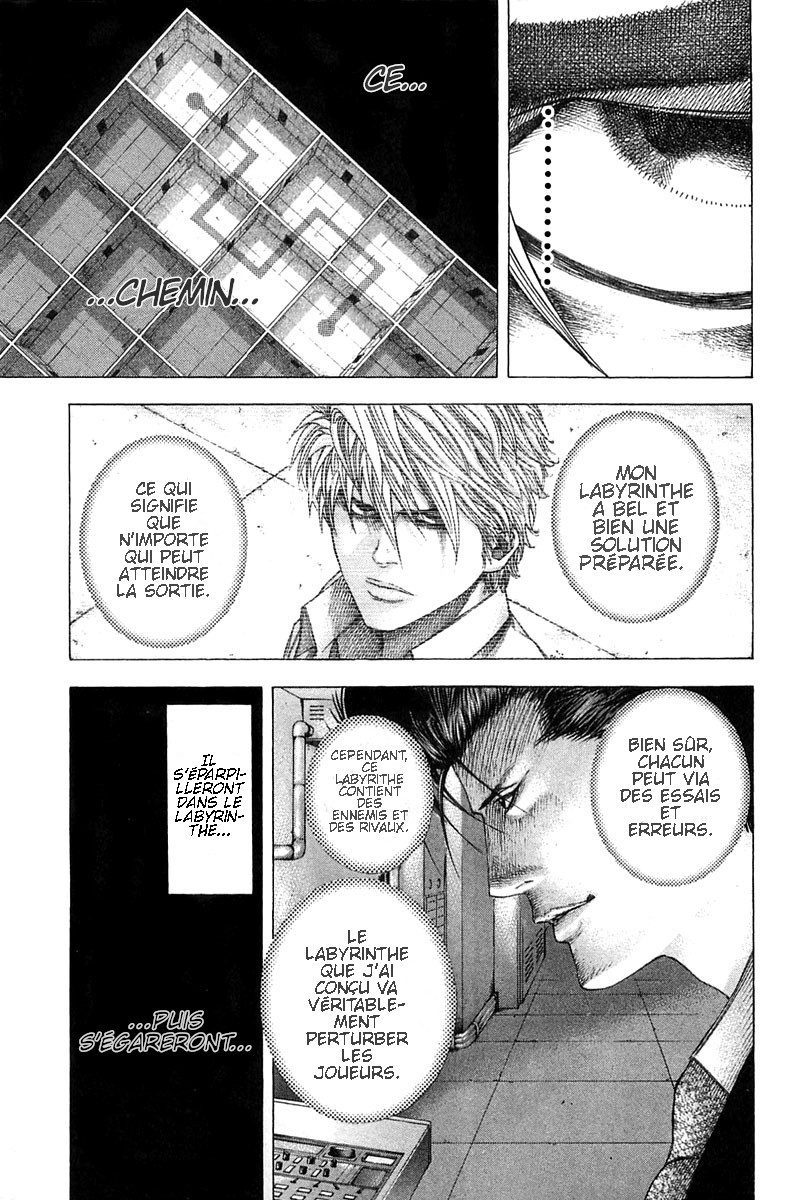 CE...
...CHEMIN...
MON
LABYRINTHE
A BEL ET
BIEN UNE
SOLUTION
PRÉPARÉE.
CE QUI
SIGNIFIE
QUE
N'IMPORTE
QUI PEUT
ATTEINDRE
LA SORTIE.
BIEN SÛR,
CHACUN
PEUT VIA
DES ESSAIS
ET
ERREURS.
CEPENDANT,
CE
LABYRITHE
CONTIENT
DES
ENNEMIS ET
DES RIVAUX.
LE
LABYRINTHE
QUE J'AI
CONÇU VA
VÉRITABLE-
MENT
PERTURBER
LES
JOUEURS.
IL
S'ÉPARPI-
LLERONT
DANS LE
LABYRIN-
THE...
...PUIS
S'ÉGARERONT...